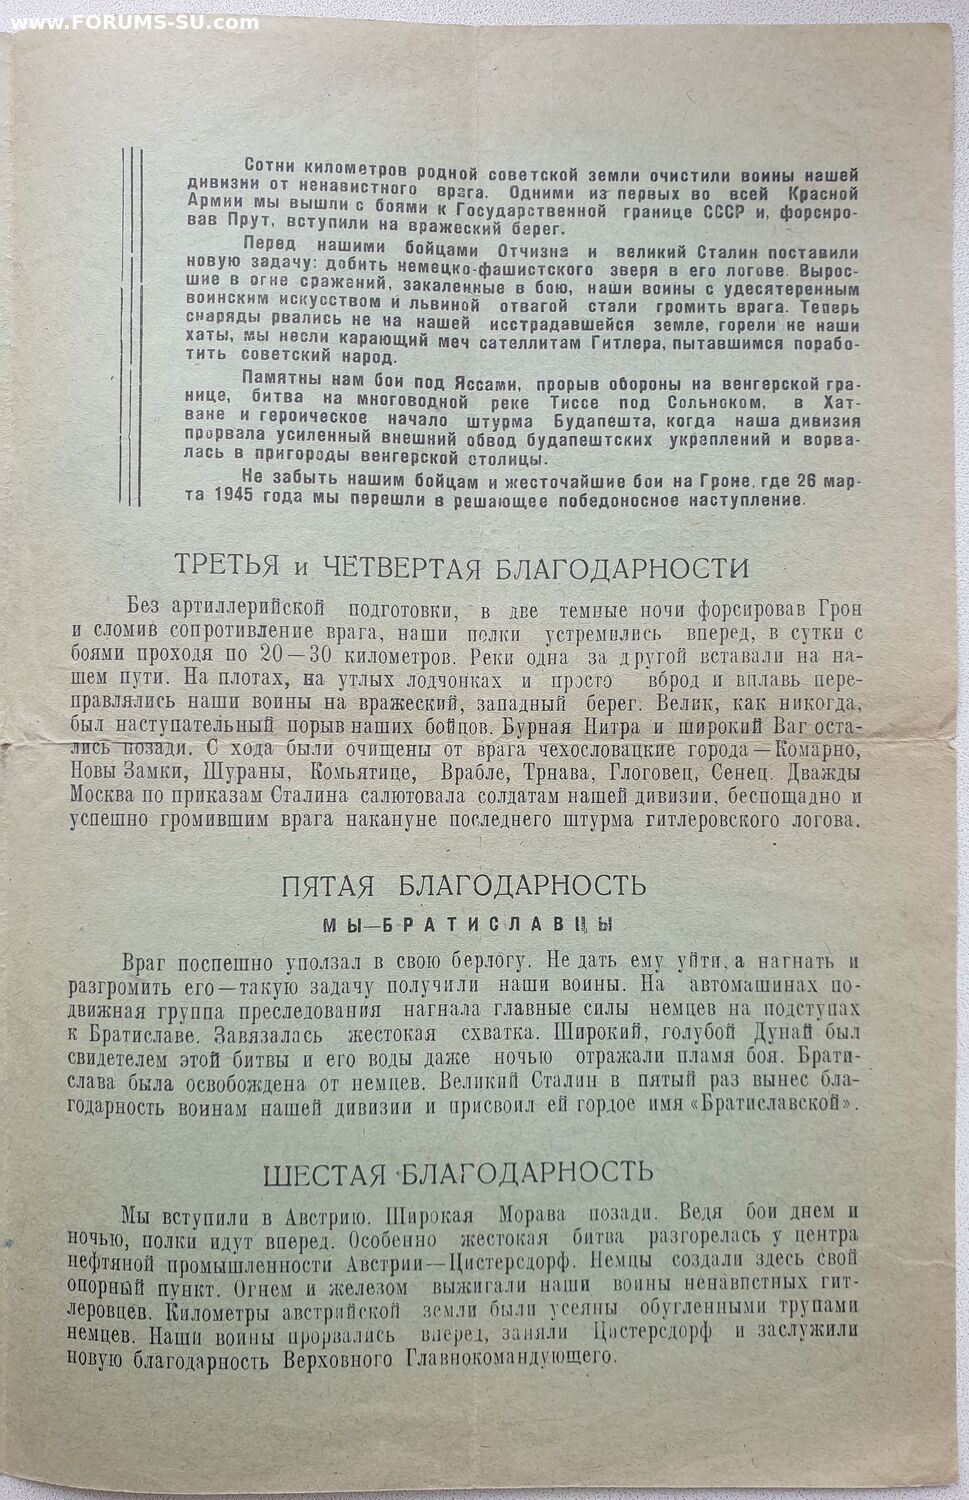 www.FORUMS-SU.com
Сотни километров родной советской земли очистили воины нашей
дивизии от ненавистного врага. Одними из первых во всей Красной
Армии мы вышли с боями к Государственной границе СССР и, форсиро-
вав Прут, вступили на вражеский берег.
Перед нашими бойцами Отчизна и великий Сталин поставили
новую задачу: добить немецко-фашистского зверя в его логове. Вырос-
шие в огне сражений, закаленные в бою, наши воины с удесятеренным
воинским искусством и львиной отвагой стали громить врага. Теперь
снаряды рвались не на нашей исстрадавшейся земле, горели не наши
хаты, мы несли карающий меч сателлитам Гитлера, пытавшимся порабо-
тить советский народ.
Памятны нам бои под Яссами, прорыв обороны на венгерской гра-
нице, битва на многоводной реке Тиссе под Сольноком, в Хат-
ване и героическое начало штурма Будапешта, когда наша дивизия
прорвала усиленный внешний обвод будапештских укреплений и ворва-
лась в пригороды венгерской столицы.
Не забыть нашим бойцам и жесточайшие бои на Гроне, где 26 мар-
та 1945 года мы перешли в решающее победоносное наступление.
ТРЕТЬЯ и ЧЕТВЕРТАЯ БЛАГОДАРНОСТИ
Без артиллерийской подготовки, в две темные ночи форсировав Грон
и сломив сопротивление врага, наши полки устремились вперед, в сутки с
боями проходя по 20—30 километров. Реки одна за другой вставали на на-
шем пути. На плотах, на утлых лодчонках и просто вброд и вплавь пере-
правлялись наши воины на вражеский, западный берег. Велик, как никогда,
был наступательный порыв наших бойцов. Бурная Нитра и широкий Ваг оста-
лись позади. С хода были очищены от врага чехословацкие города—Комарно,
Новы Замки, Шураны, Комьятице, Врабле, Трнава, Глоговец, Сенец. Дважды
Москва по приказам Сталина салютовала солдатам нашей дивизии, беспощадно и
успешно громившим врага накануне последнего штурма гитлеровского логова.
ПЯТАЯ БЛАГОДАРНОСТЬ
МЫ—БРАТИСЛАВЦЫ
Враг поспешно уползал в свою берлогу. Не дать ему уйти, а нагнать и
разгромить его—такую задачу получили наши воины. На автомашинах по-
движная группа преследования нагнала главные силы немцев на подступах
к Братиславе. Завязалась жестокая схватка. Широкий, голубой Дунай был
свидетелем этой битвы и его воды даже ночью отражали пламя боя. Брати-
слава была освобождена от немцев. Великий Сталин в пятый раз вынес бла-
годарность воинам нашей дивизии и присвоил ей гордое имя «Братиславской».
ШЕСТАЯ БЛАГОДАРНОСТЬ
Мы вступили в Австрию. Широкая Морава позади. Ведя бои днем и
ночью, полки идут вперед. Особенно жестокая битва разгорелась у центра
нефтяной промышленности Австрии—Цистерсдорф. Немцы создали здесь свой
опорный пункт. Огнем и железом выжигали наши воины ненавистных гит-
леровцев. Километры австрийской земли были усеяны обугленными трупами
немцев. Наши воины прорвались вперед, заняли Цистерсдорф и заслужили
новую благодарность Верховного Главнокомандующего.